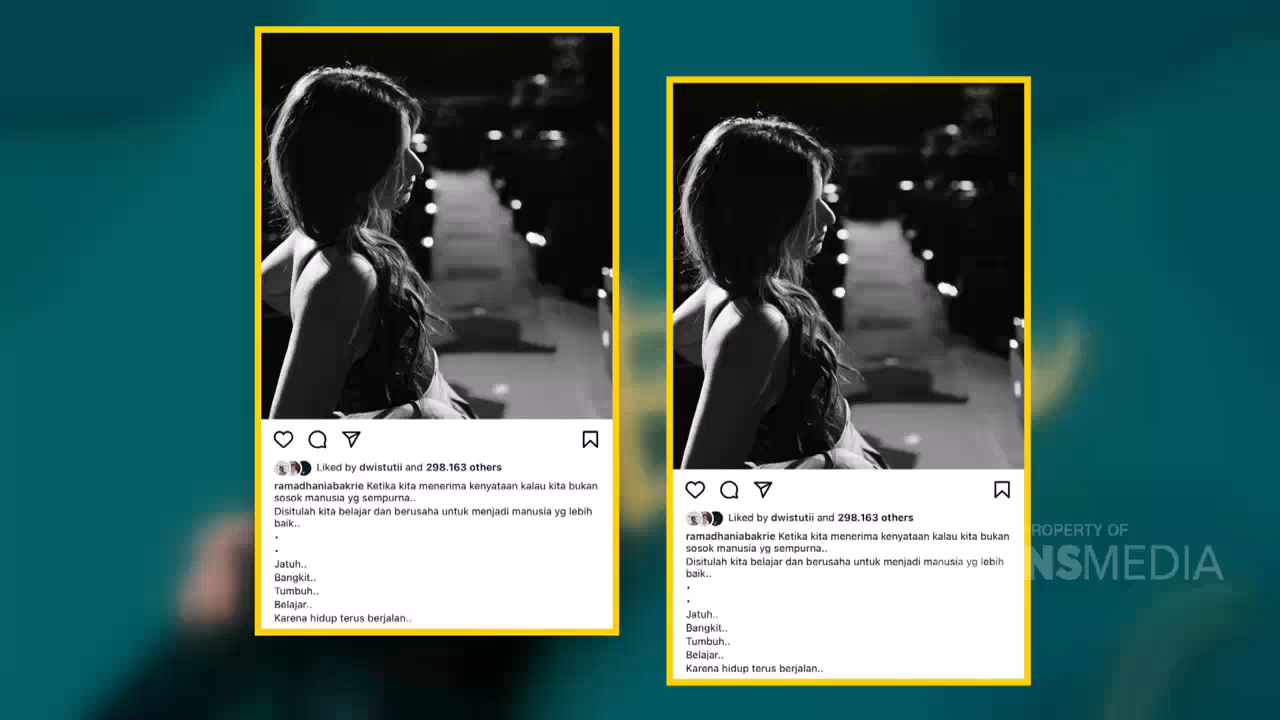 Liked by dwistutii and 298.163 others
ramadhaniabakrie Ketika kita menerima kenyataan kalau kita bukan
sosok manusia yg sempurna..
Disitulah kita belajar dan berusaha untuk menjadi manusia yg lebih
baik..
.
.
Jatuh..
Bangkit..
Tumbuh..
Belajar..
Karena hidup terus berjalan..
Liked by dwistutii and 298.163 others
ramadhaniabakrie Ketika kita menerima kenyataan kalau kita bukan
sosok manusia yg sempurna..
Disitulah kita belajar dan berusaha untuk menjadi manusia yg lebih
baik..
.
.
Jatuh..
Bangkit..
Tumbuh..
Belajar..
Karena hidup terus berjalan..
ROPERTY OF
NSMEDIA